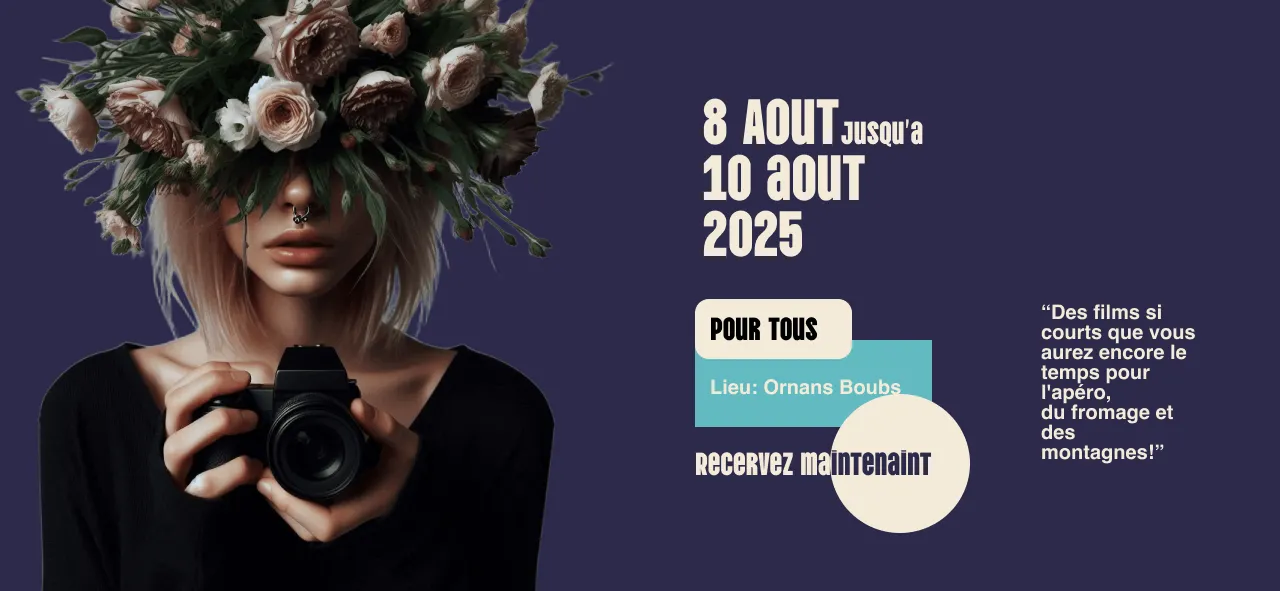 8 AOUT JUSQU'A
10 AOUT
2025
POUR TOUS
Lieu: Ornans Boubs
RECERVEZ MAINTENAINT
“Des films si
courts que vous
aurez encore le
temps pour
l'apéro,
du fromage et
des
montagnes!”